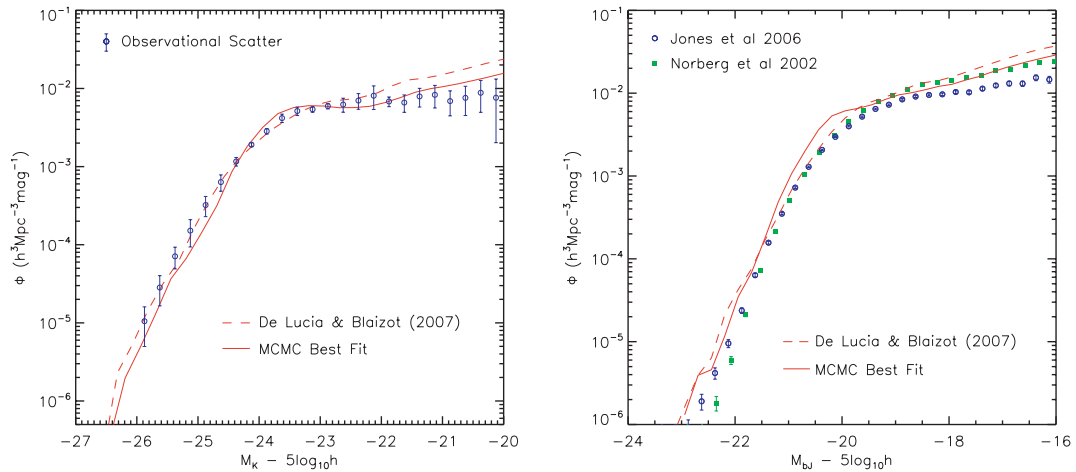 10⁻¹
10⁻²
10⁻³
10⁻⁴
10⁻⁵
10⁻⁶
Φ (h³Mpc⁻³mag⁻¹)
Observational Scatter
De Lucia & Blaizot (2007)
MCMC Best Fit
−27 −26 −25 −24 −23 −22 −21 −20
M_K − 5log₁₀h
10⁻¹
10⁻²
10⁻³
10⁻⁴
10⁻⁵
10⁻⁶
Φ (h³Mpc⁻³mag⁻¹)
Jones et al 2006
Norberg et al 2002
De Lucia & Blaizot (2007)
MCMC Best Fit
−24 −22 −20 −18 −16
M_bJ − 5log₁₀h